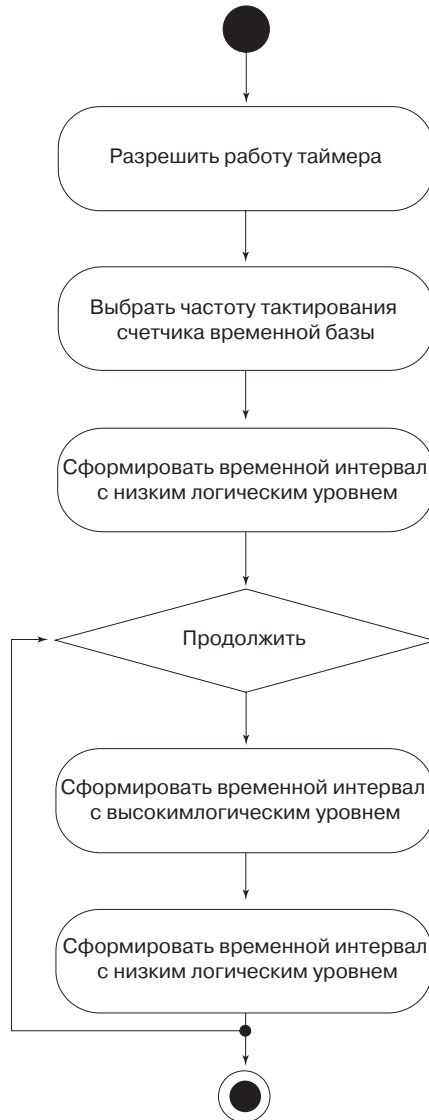 Разрешить работу таймера
Выбрать частоту тактирования
счетчика временной базы
Сформировать временной интервал
с низким логическим уровнем
Продолжить
Сформировать временной интервал
с высокимлогическим уровнем
Сформировать временной интервал
с низким логическим уровнем